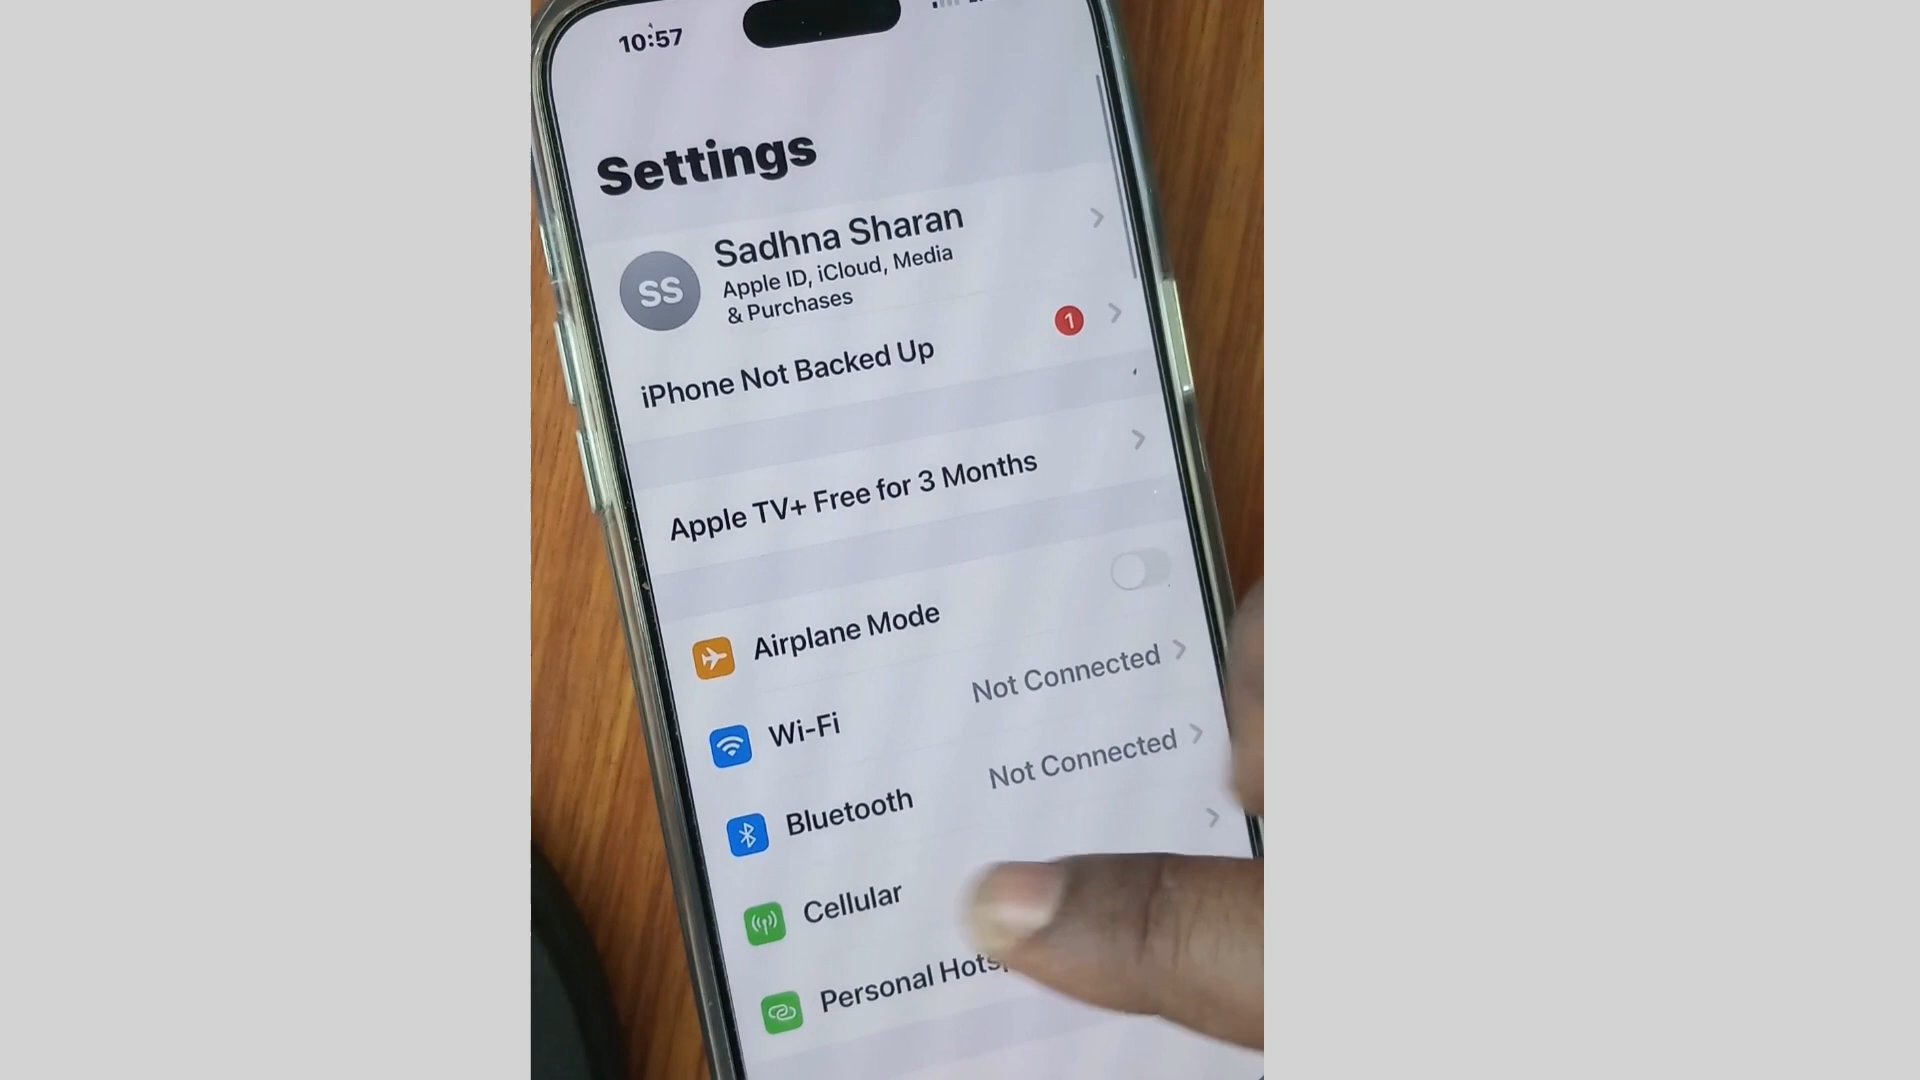 10:57
Settings
SS
Sadhna Sharan
Apple ID, iCloud, Media
& Purchases
iPhone Not Backed Up
1
Apple TV+ Free for 3 Months
Airplane Mode
Wi-Fi
Not Connected
Bluetooth
Not Connected
Cellular
Personal